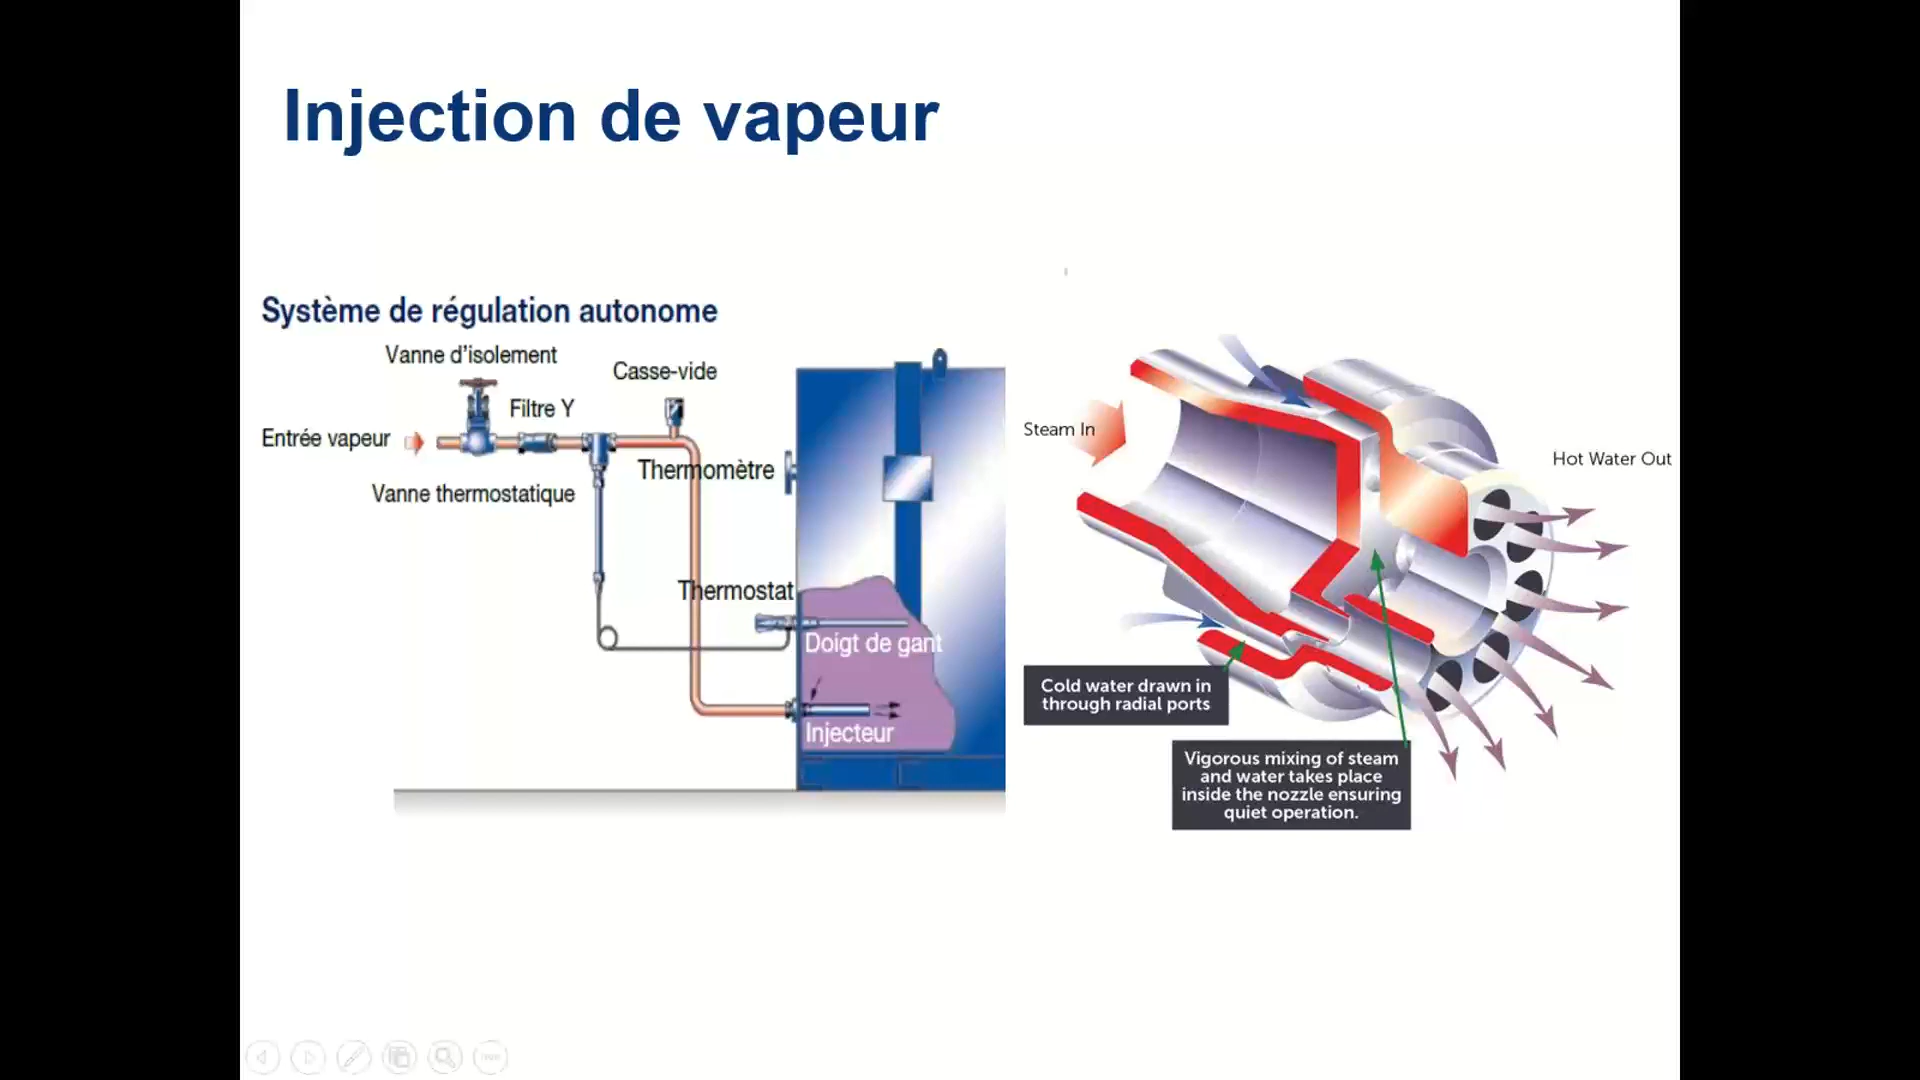 Injection de vapeur
Système de régulation autonome
Vanne d'isolement
Casse-vide
Filtre Y
Entrée vapeur
Thermomètre
Vanne thermostatique
Thermostat
Doigt de gant
Injecteur
Steam In
Hot Water Out
Cold water drawn in
through radial ports
Vigorous mixing of steam
and water takes place
inside the nozzle ensuring
quiet operation.